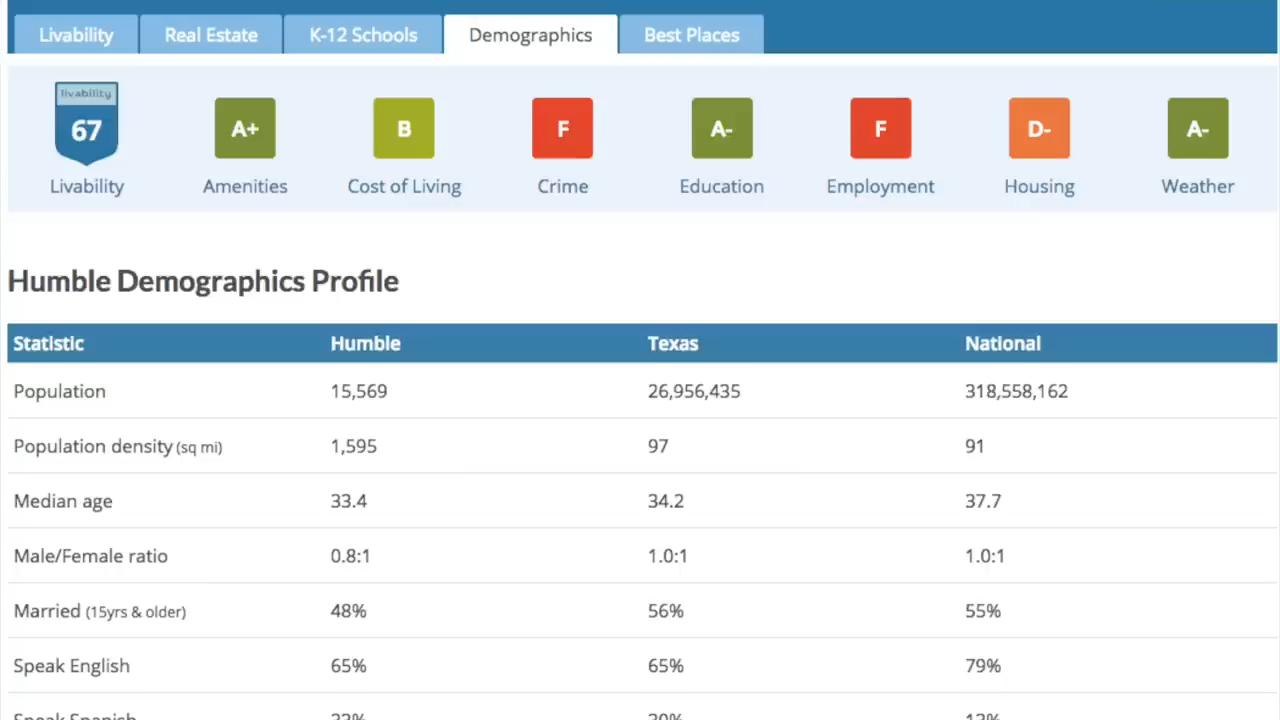 Livability Real Estate K-12 Schools Demographics Best Places
livability
67 A+ B F A- F D- A-
Livability Amenities Cost of Living Crime Education Employment Housing Weather
Humble Demographics Profile
Statistic Humble Texas National
Population 15,569 26,956,435 318,558,162
Population density (sq mi) 1,595 97 91
Median age 33.4 34.2 37.7
Male/Female ratio 0.8:1 1.0:1 1.0:1
Married (15yrs & older) 48% 56% 55%
Speak English 65% 65% 79%
Speak Spanish